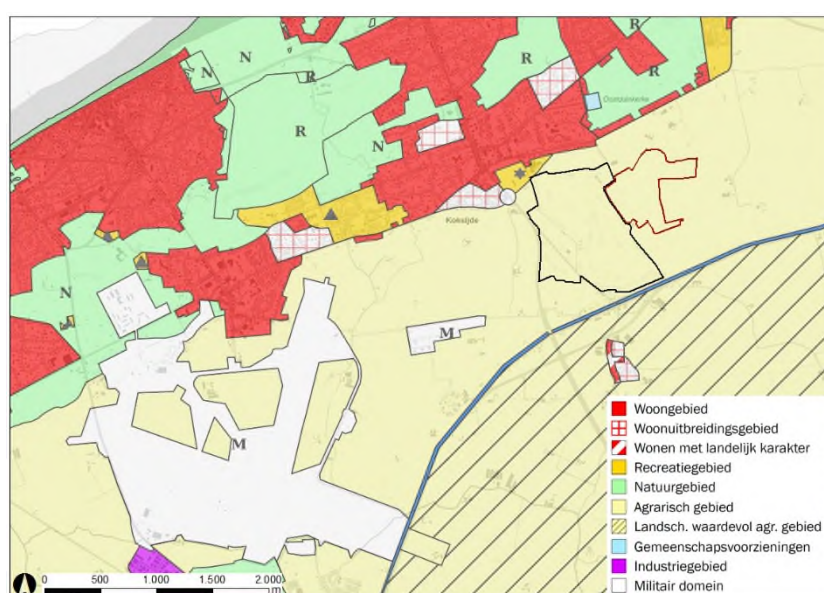 N
N
R
R
R
R
R
N
Oostduinkerke
Koksijde
N
M
M
Woongebied
Woonuitbreidingsgebied
Wonen met landelijk karakter
Recreatiegebied
Natuurgebied
Agrarisch gebied
Landsch. waardevol agr. gebied
Gemeenschapsvoorzieningen
Industriegebied
Militair domein
0 500 1.000 1.500 2.000
m